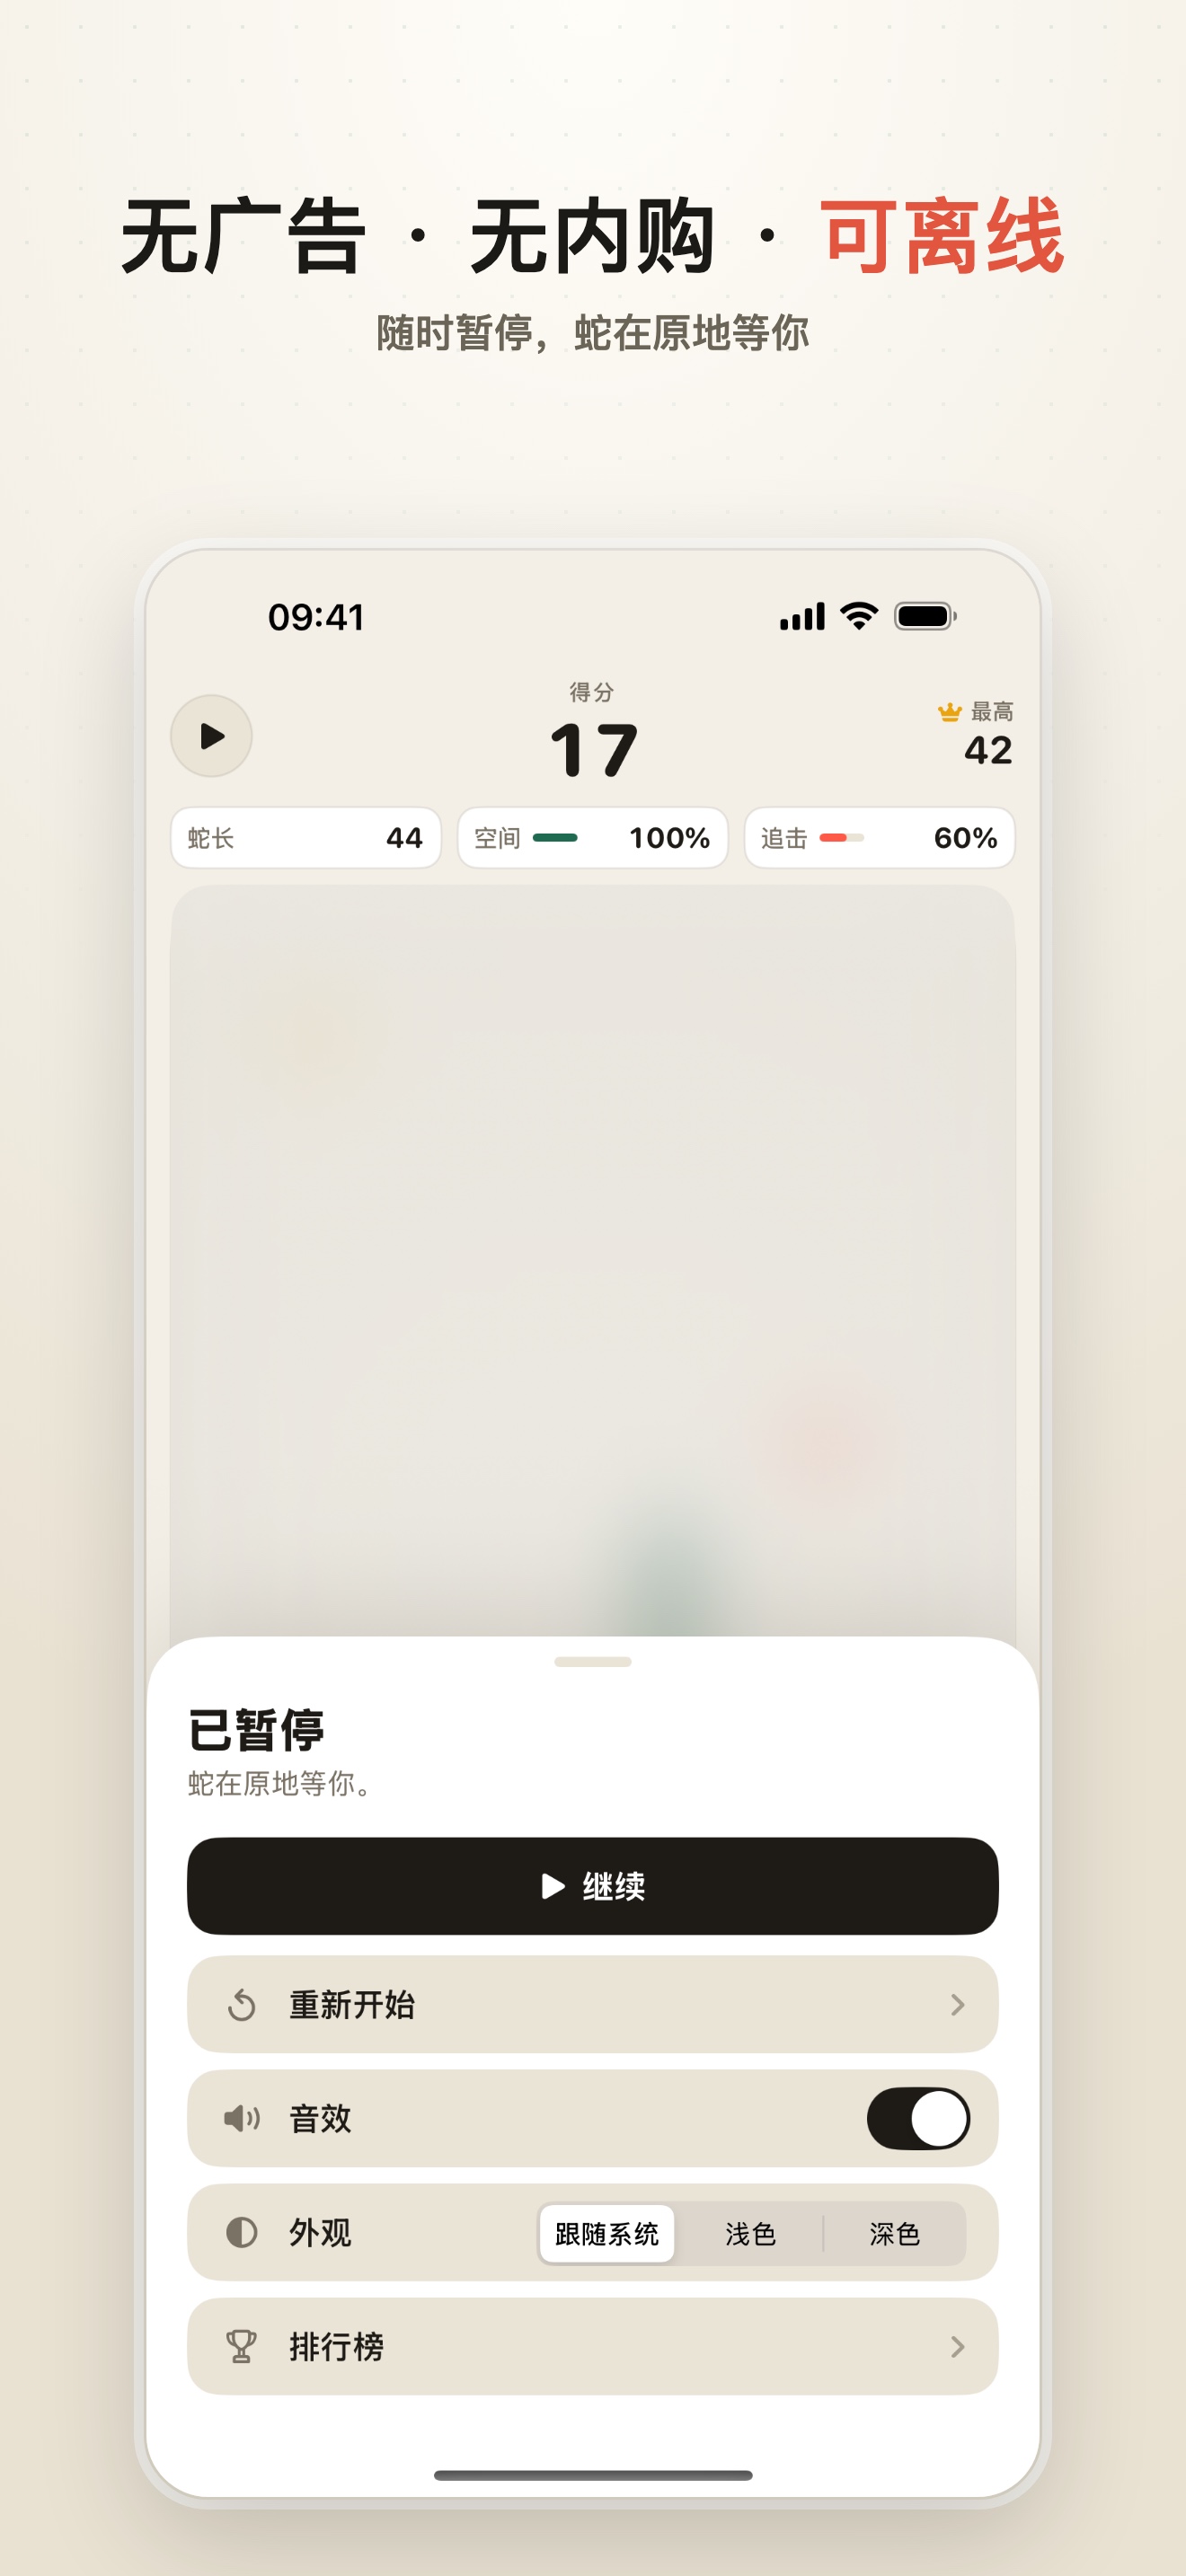 无广告 · 无内购 · 可离线
随时暂停，蛇在原地等你
09:41
得分
17
最高
42
蛇长 44
空间 100%
追击 60%
已暂停
蛇在原地等你。
继续
重新开始
音效
外观 跟随系统 浅色 深色
排行榜